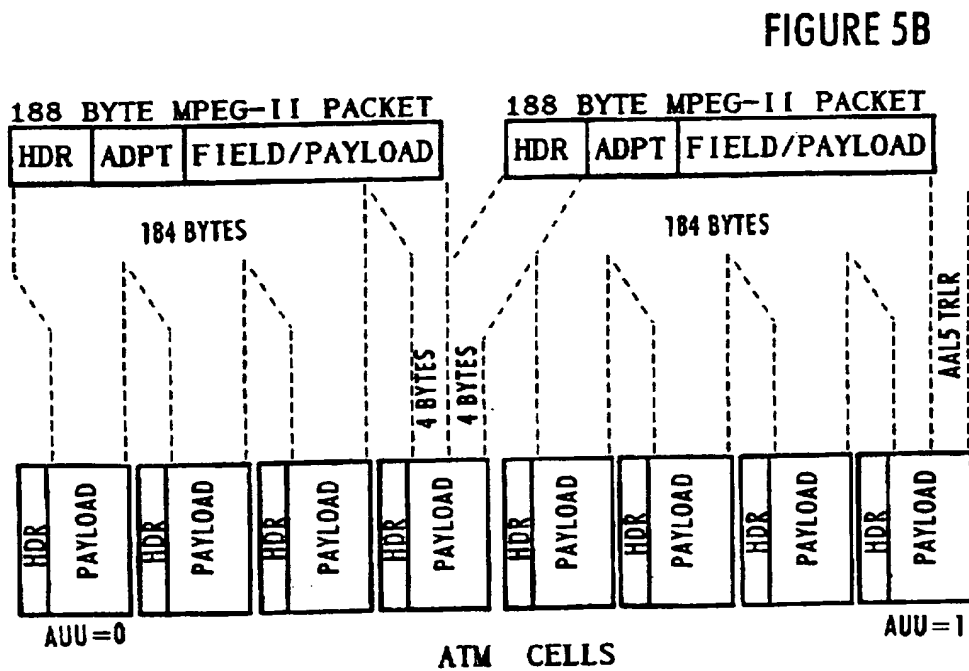 FIGURE 5B
188 BYTE MPEG-II PACKET 188 BYTE MPEG-II PACKET
HDR ADPT FIELD/PAYLOAD HDR ADPT FIELD/PAYLOAD
184 BYTES 184 BYTES
4 BYTES 4 BYTES AAL5 TRLR
HDR PAYLOAD HDR PAYLOAD HDR PAYLOAD HDR PAYLOAD HDR PAYLOAD HDR PAYLOAD HDR PAYLOAD HDR PAYLOAD
AUU=0 AUU=1
ATM CELLS